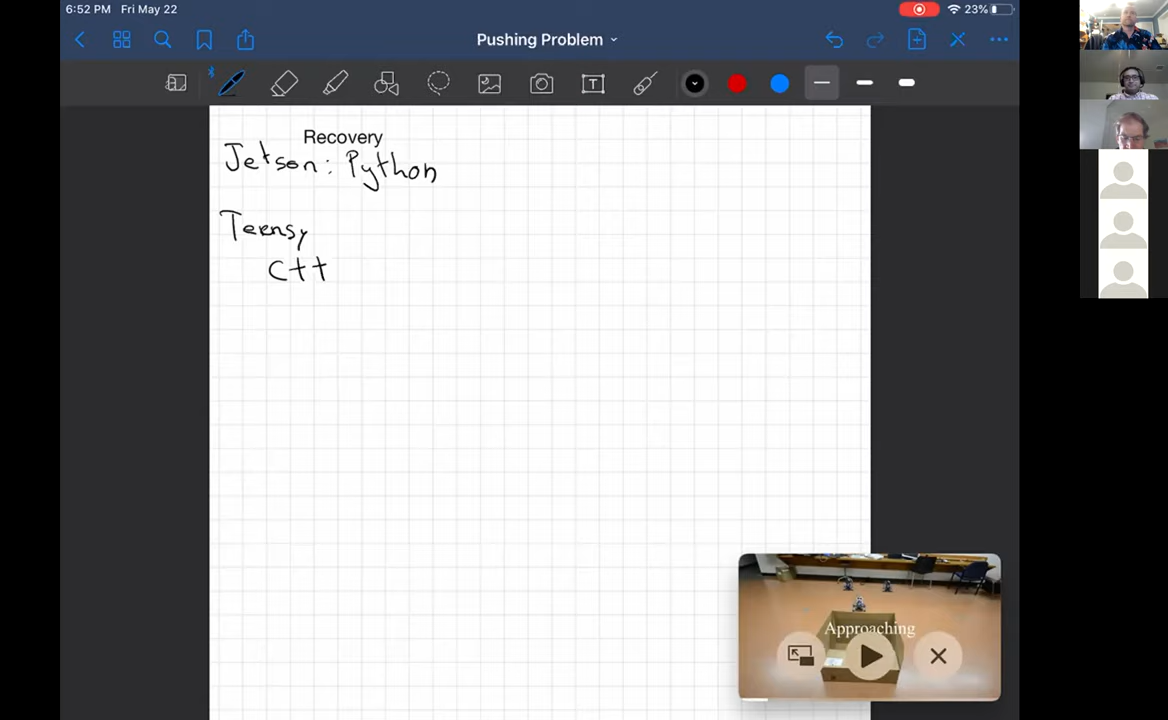 6:52 PM Fri May 22
23%
Pushing Problem
T
Recovery
Jetson: Python
Teensy
C++
Approaching